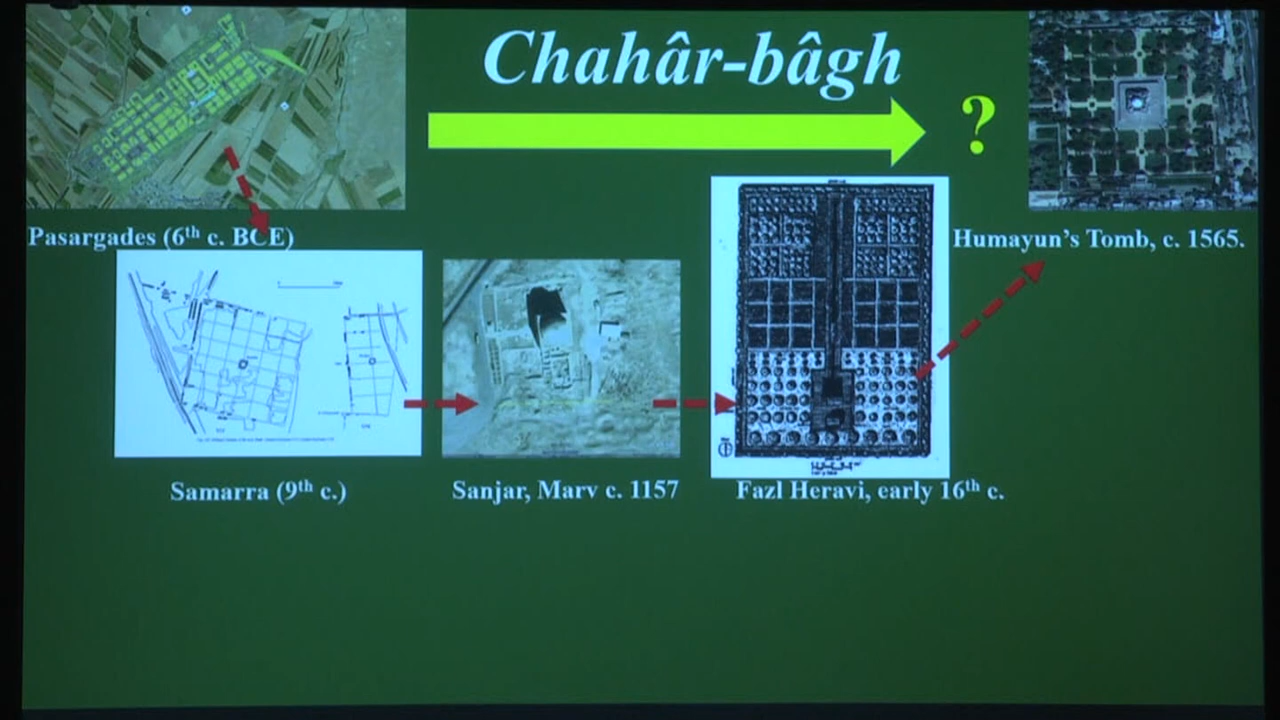 Chahâr-bâgh
?
Pasargades (6th c. BCE)
Humayun's Tomb, c. 1565.
Samarra (9th c.)
Sanjar, Marv c. 1157
Fazl Heravi, early 16th c.